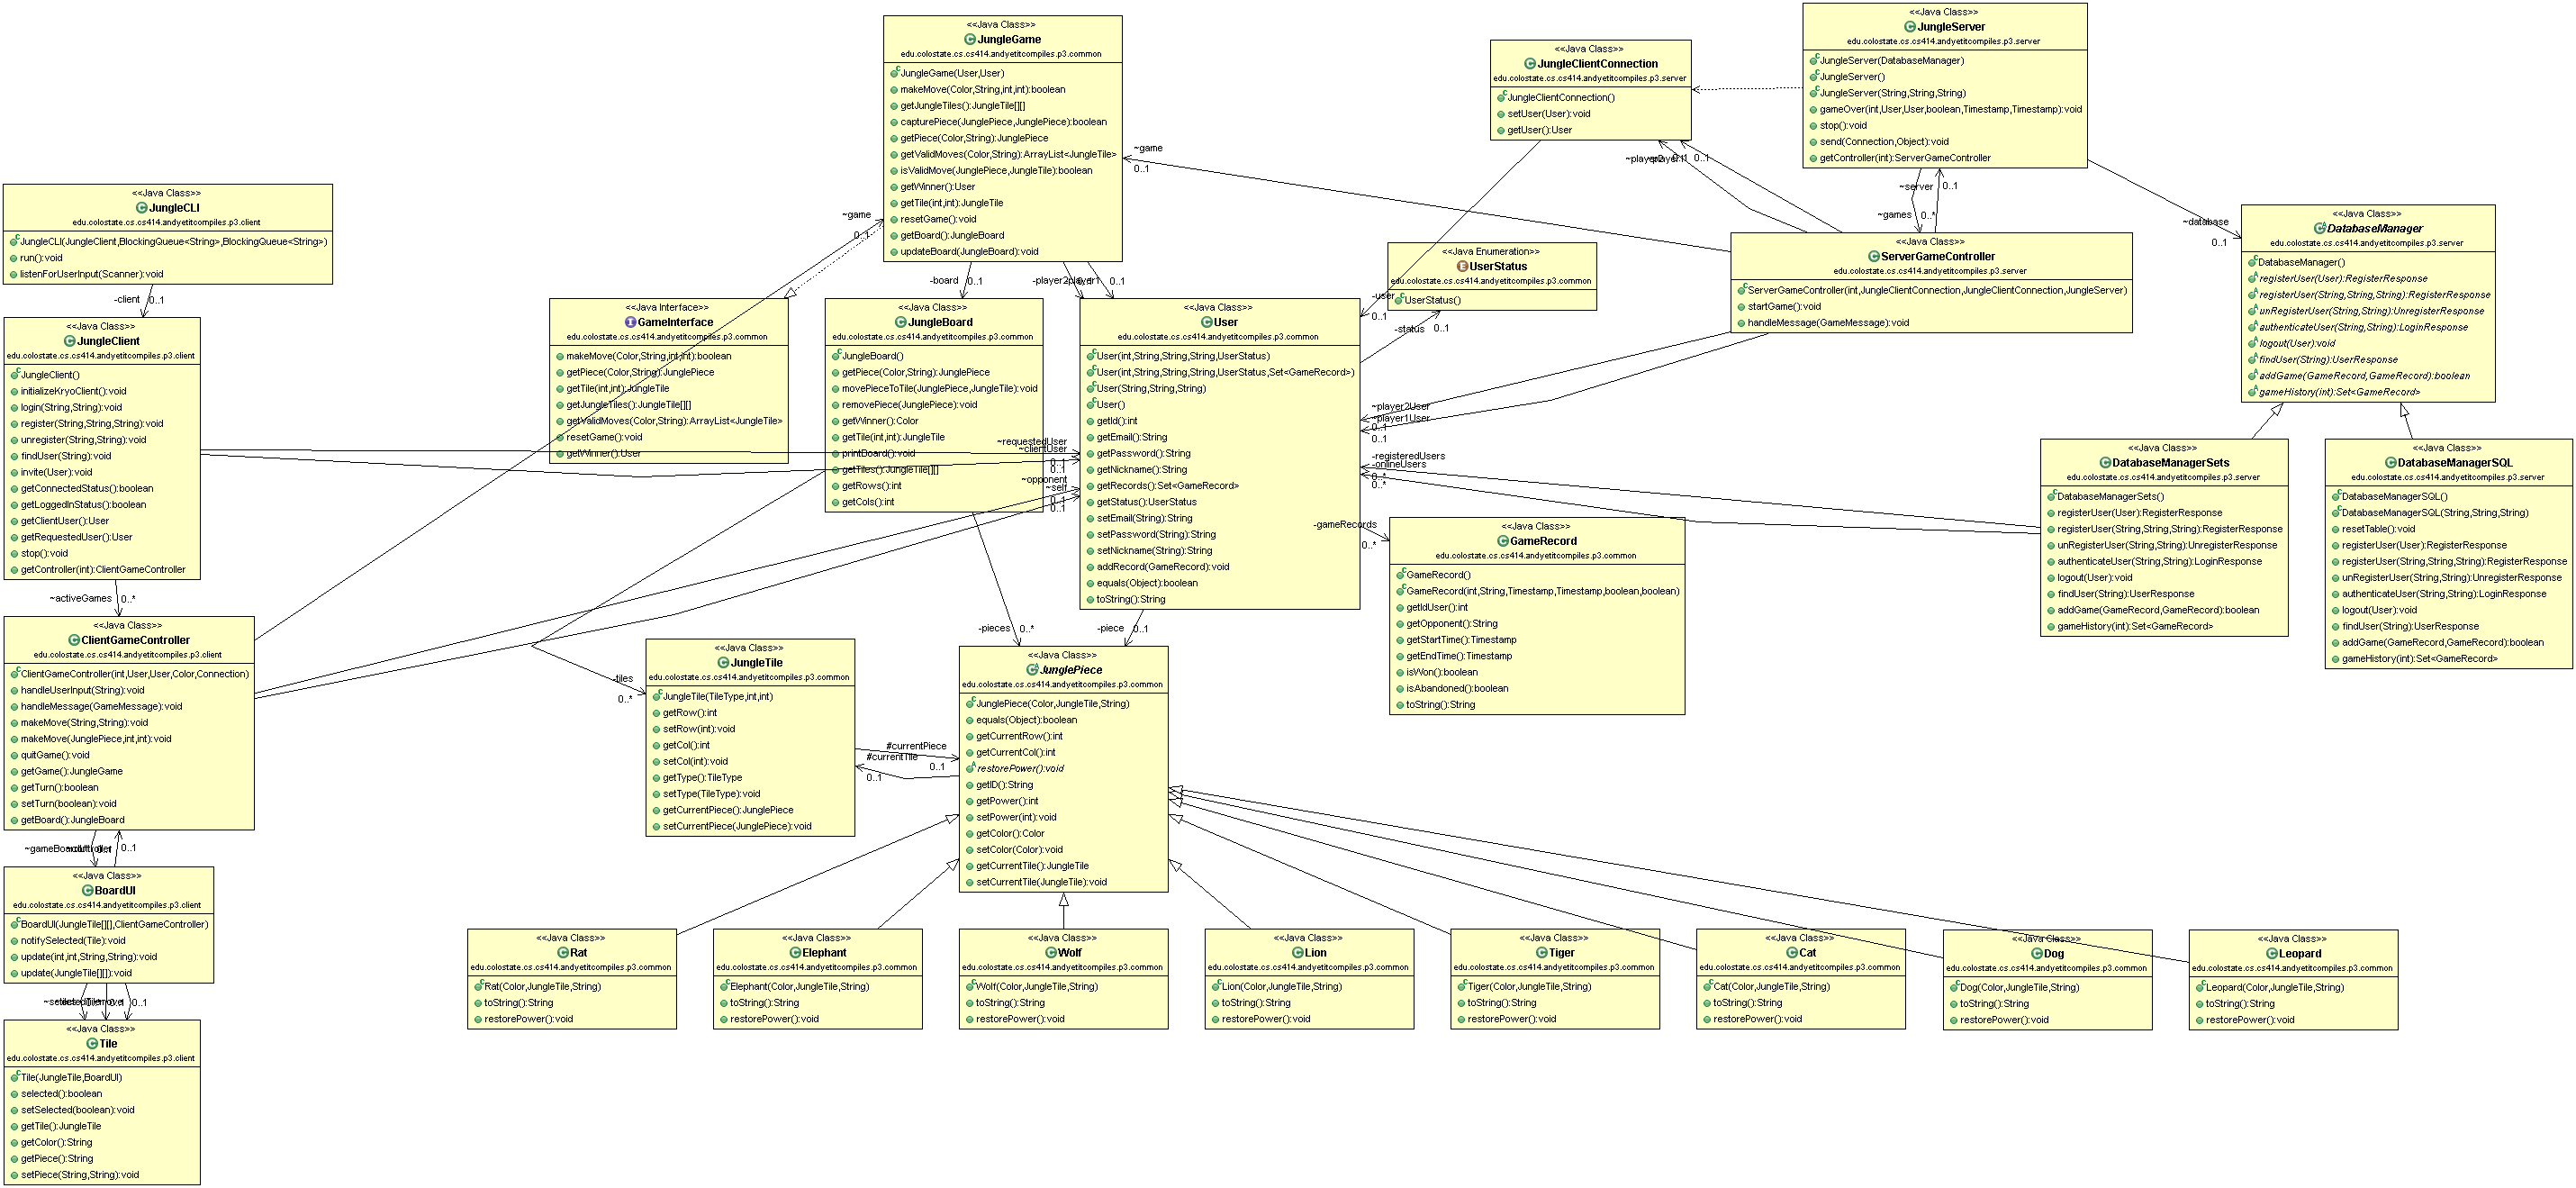 <<Java Class>>
JungleGame
edu.colostate.cs.cs414.andyetitcompiles.p3.common
JungleGame(User,User)
makeMove(Color,String,int,int):boolean
getJungleTiles():JungleTile[][]
capturePiece(JunglePiece,JunglePiece):boolean
getPiece(Color,String):JunglePiece
getValidMoves(Color,String):ArrayList<JungleTile>
isValidMove(JunglePiece,JungleTile):boolean
getWinner():User
getTile(int,int):JungleTile
resetGame():void
getBoard():JungleBoard
updateBoard(JungleBoard):void
<<Java Class>>
JungleClientConnection
edu.colostate.cs.cs414.andyetitcompiles.p3.server
JungleClientConnection()
setUser(User):void
getUser():User
<<Java Class>>
JungleServer
edu.colostate.cs.cs414.andyetitcompiles.p3.server
JungleServer(DatabaseManager)
JungleServer()
JungleServer(String,String,String)
gameOver(int,User,User,boolean,Timestamp,Timestamp):void
stop():void
send(Connection,Object):void
getController(int):ServerGameController
~game
0..1
0..1
~server
0..1
~games
0..*
~database
0..1
<<Java Class>>
JungleCLI
edu.colostate.cs.cs414.andyetitcompiles.p3.client
JungleCLI(JungleClient,BlockingQueue<String>,BlockingQueue<String>)
run():void
listenForUserInput(Scanner):void
-client
0..1
~game
0..1
<<Java Class>>
DatabaseManager
edu.colostate.cs.cs414.andyetitcompiles.p3.server
DatabaseManager()
registerUser(User):RegisterResponse
registerUser(String,String,String):RegisterResponse
unRegisterUser(String,String):UnregisterResponse
authenticateUser(String,String):LoginResponse
logout(User):void
findUser(String):UserResponse
addGame(GameRecord,GameRecord):boolean
gameHistory(int):Set<GameRecord>
<<Java Class>>
ServerGameController
edu.colostate.cs.cs414.andyetitcompiles.p3.server
ServerGameController(int,JungleClientConnection,JungleClientConnection,JungleServer)
startGame():void
handleMessage(GameMessage):void
<<Java Enumeration>>
UserStatus
edu.colostate.cs.cs414.andyetitcompiles.p3.common
UserStatus()
-user
0..1
-status
0..1
-board
0..1
0..1
<<Java Interface>>
GameInterface
edu.colostate.cs.cs414.andyetitcompiles.p3.common
makeMove(Color,String,int,int):boolean
getPiece(Color,String):JunglePiece
getTile(int,int):JungleTile
getJungleTiles():JungleTile[][]
getValidMoves(Color,String):ArrayList<JungleTile>
resetGame():void
getWinner():User
<<Java Class>>
JungleBoard
edu.colostate.cs.cs414.andyetitcompiles.p3.common
JungleBoard()
getPiece(Color,String):JunglePiece
movePieceToTile(JunglePiece,JungleTile):void
removePiece(JunglePiece):void
getWinner():Color
getTile(int,int):JungleTile
printBoard():void
getTiles():JungleTile[][]
getRows():int
getCols():int
<<Java Class>>
User
edu.colostate.cs.cs414.andyetitcompiles.p3.common
User(int,String,String,String,UserStatus)
User(int,String,String,String,UserStatus,Set<GameRecord>)
User(String,String,String)
User()
getId():int
getEmail():String
getPassword():String
getNickname():String
getRecords():Set<GameRecord>
getStatus():UserStatus
setEmail(String):String
setPassword(String):String
setNickname(String):String
addRecord(GameRecord):void
equals(Object):boolean
toString():String
~player2User
~player1User
0..1
0..1
-registeredUsers
-onlineUsers
0..*
0..*
~requestedUser
~clientUser
0..1
0..1
~opponent
~self
0..1
0..1
<<Java Class>>
JungleClient
edu.colostate.cs.cs414.andyetitcompiles.p3.client
JungleClient()
initializeKryoClient():void
login(String,String):void
register(String,String,String):void
unregister(String,String):void
findUser(String):void
invite(User):void
getConnectedStatus():boolean
getLoggedInStatus():boolean
getClientUser():User
getRequestedUser():User
stop():void
getController(int):ClientGameController
~activeGames
0..*
<<Java Class>>
DatabaseManagerSets
edu.colostate.cs.cs414.andyetitcompiles.p3.server
DatabaseManagerSets()
registerUser(User):RegisterResponse
registerUser(String,String,String):RegisterResponse
unRegisterUser(String,String):UnregisterResponse
authenticateUser(String,String):LoginResponse
logout(User):void
findUser(String):UserResponse
addGame(GameRecord,GameRecord):boolean
gameHistory(int):Set<GameRecord>
<<Java Class>>
DatabaseManagerSQL
edu.colostate.cs.cs414.andyetitcompiles.p3.server
DatabaseManagerSQL()
DatabaseManagerSQL(String,String,String)
resetTable():void
registerUser(User):RegisterResponse
registerUser(String,String,String):RegisterResponse
unRegisterUser(String,String):UnregisterResponse
authenticateUser(String,String):LoginResponse
logout(User):void
findUser(String):UserResponse
addGame(GameRecord,GameRecord):boolean
gameHistory(int):Set<GameRecord>
-gameRecords
0..*
<<Java Class>>
GameRecord
edu.colostate.cs.cs414.andyetitcompiles.p3.common
GameRecord()
GameRecord(int,String,Timestamp,Timestamp,boolean,boolean)
getIdUser():int
getOpponent():String
getStartTime():Timestamp
getEndTime():Timestamp
isWon():boolean
isAbandoned():boolean
toString():String
<<Java Class>>
ClientGameController
edu.colostate.cs.cs414.andyetitcompiles.p3.client
ClientGameController(int,User,User,Color,Connection)
handleUserInput(String):void
handleMessage(GameMessage):void
makeMove(String,String):void
makeMove(JunglePiece,int,int):void
quitGame():void
getGame():JungleGame
getTurn():boolean
setTurn(boolean):void
getBoard():JungleBoard
-pieces
0..*
-piece
0..1
-tiles
0..*
<<Java Class>>
JungleTile
edu.colostate.cs.cs414.andyetitcompiles.p3.common
JungleTile(TileType,int,int)
getRow():int
setRow(int):void
getCol():int
setCol(int):void
getType():TileType
setType(TileType):void
getCurrentPiece():JunglePiece
setCurrentPiece(JunglePiece):void
#currentPiece
0..1
#currentTile
0..1
<<Java Class>>
JunglePiece
edu.colostate.cs.cs414.andyetitcompiles.p3.common
JunglePiece(Color,JungleTile,String)
equals(Object):boolean
getCurrentRow():int
getCurrentCol():int
restorePower():void
getID():String
getPower():int
setPower(int):void
getColor():Color
setColor(Color):void
getCurrentTile():JungleTile
setCurrentTile(JungleTile):void
0..1
<<Java Class>>
BoardUI
edu.colostate.cs.cs414.andyetitcompiles.p3.client
BoardUI(JungleTile[][],ClientGameController)
notifySelected(Tile):void
update(int,int,String,String):void
update(JungleTile[][]):void
0..1
<<Java Class>>
Tile
edu.colostate.cs.cs414.andyetitcompiles.p3.client
Tile(JungleTile,BoardUI)
selected():boolean
setSelected(boolean):void
getTile():JungleTile
getColor():String
getPiece():String
setPiece(String,String):void
<<Java Class>>
Rat
edu.colostate.cs.cs414.andyetitcompiles.p3.common
Rat(Color,JungleTile,String)
toString():String
restorePower():void
<<Java Class>>
Elephant
edu.colostate.cs.cs414.andyetitcompiles.p3.common
Elephant(Color,JungleTile,String)
toString():String
restorePower():void
<<Java Class>>
Wolf
edu.colostate.cs.cs414.andyetitcompiles.p3.common
Wolf(Color,JungleTile,String)
toString():String
restorePower():void
<<Java Class>>
Lion
edu.colostate.cs.cs414.andyetitcompiles.p3.common
Lion(Color,JungleTile,String)
toString():String
restorePower():void
<<Java Class>>
Tiger
edu.colostate.cs.cs414.andyetitcompiles.p3.common
Tiger(Color,JungleTile,String)
toString():String
restorePower():void
<<Java Class>>
Cat
edu.colostate.cs.cs414.andyetitcompiles.p3.common
Cat(Color,JungleTile,String)
toString():String
restorePower():void
<<Java Class>>
Dog
edu.colostate.cs.cs414.andyetitcompiles.p3.common
Dog(Color,JungleTile,String)
toString():String
restorePower():void
<<Java Class>>
Leopard
edu.colostate.cs.cs414.andyetitcompiles.p3.common
Leopard(Color,JungleTile,String)
toString():String
restorePower():void